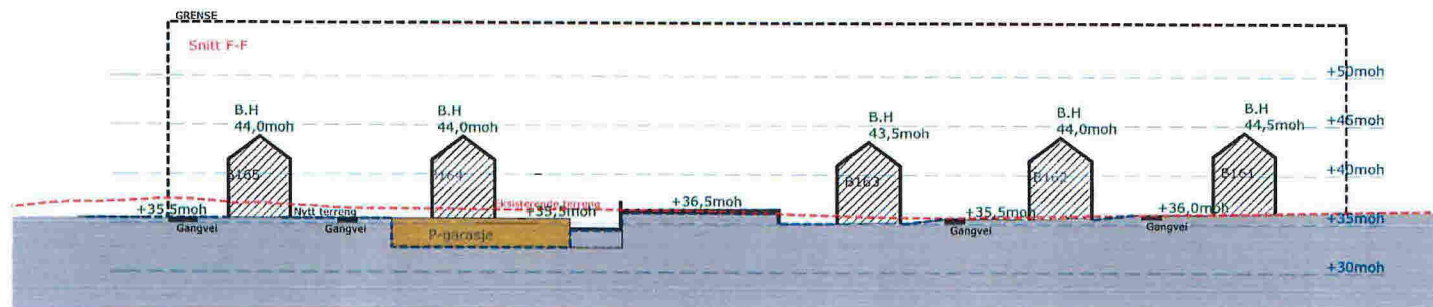 GRENSE
Snitt F-F
+50moh
B.H
44,0moh
B.H
44,0moh
B.H
43,5moh
B.H
44,0moh
B.H
44,5moh
+45moh
+40moh
B165
B164
B163
B162
B161
+35,5moh
Nytt terreng
Eksisterende terreng
+35,5moh
+36,5moh
+35,5moh
+36,0moh
+35moh
Gangvei
Gangvei
P-garasje
Gangvei
Gangvei
+30moh